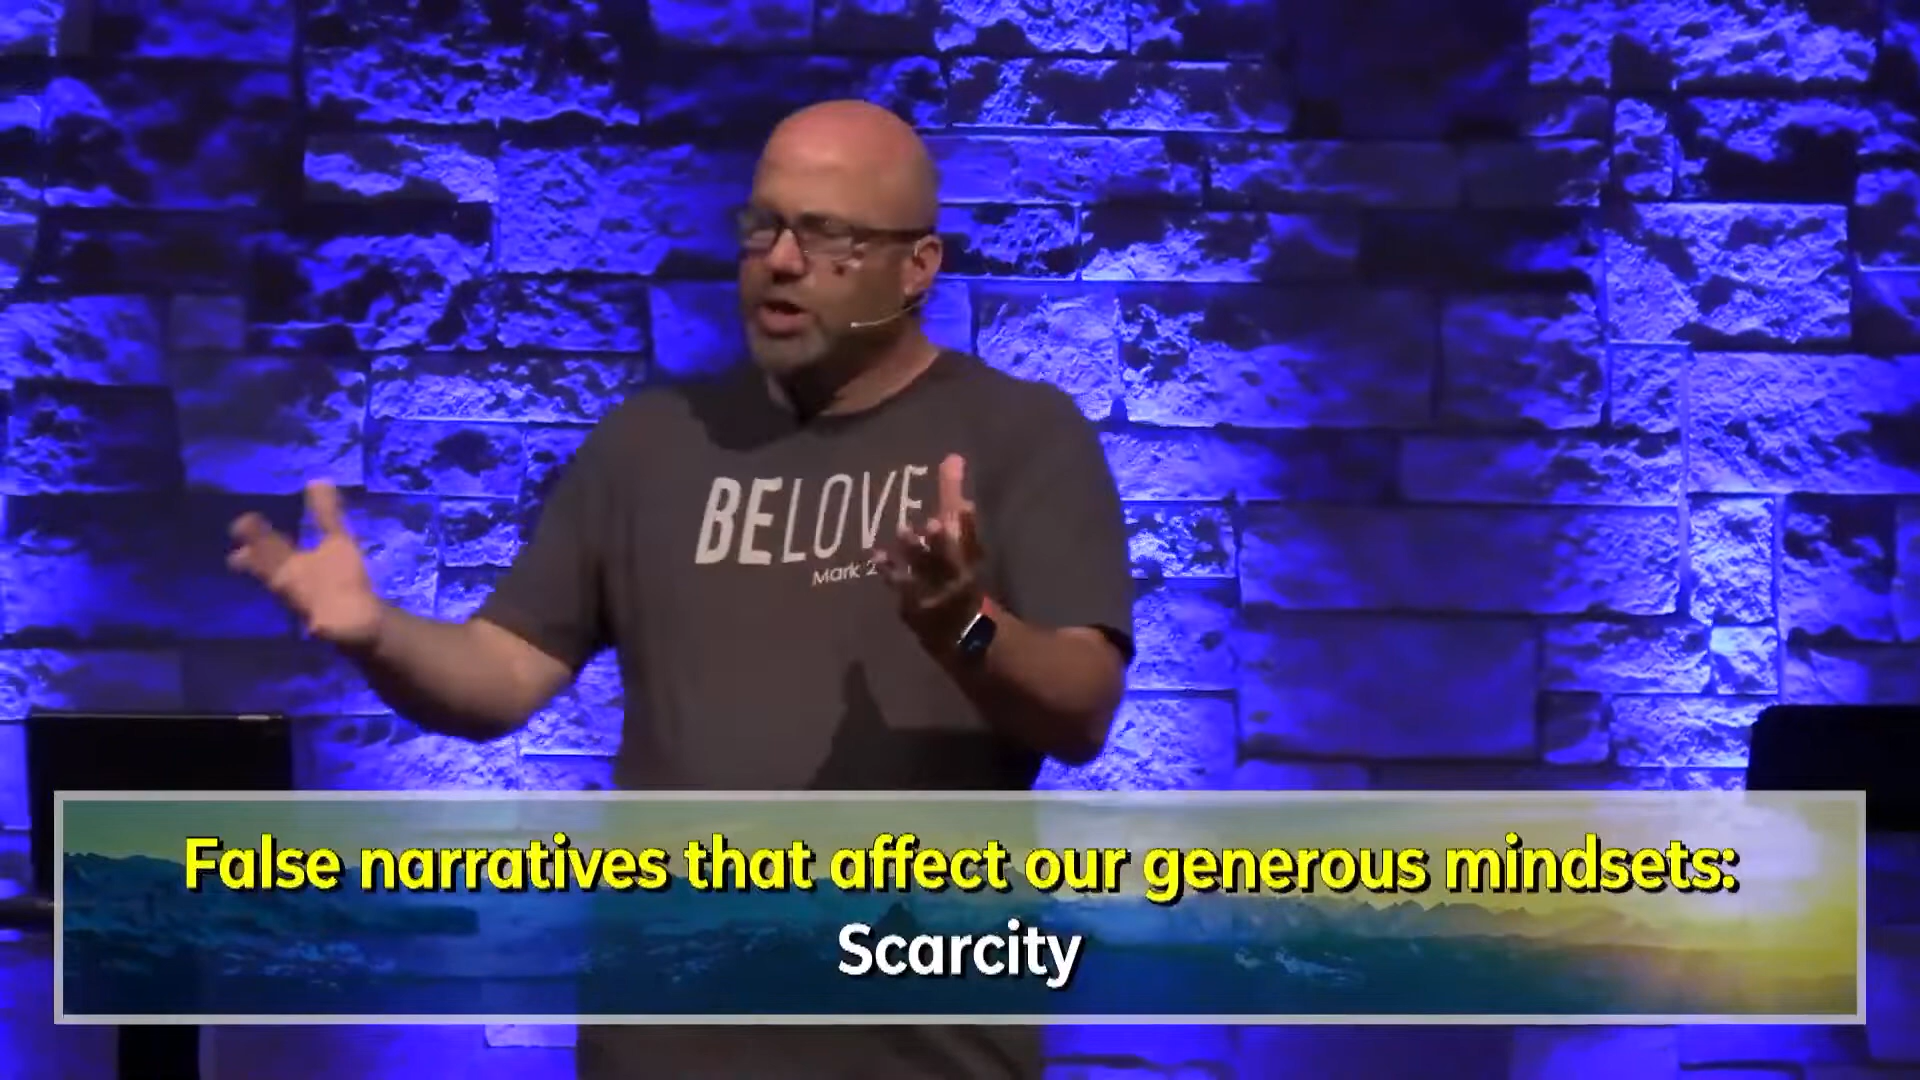 BELOVE
Mark 2
False narratives that affect our generous mindsets:
Scarcity